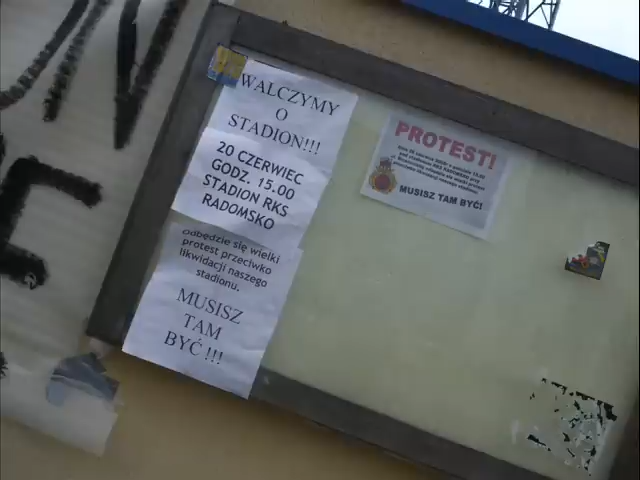 WALCZYMY
O
STADION!!!
20 CZERWIEC
GODZ. 15.00
STADION RKS
RADOMSKO
odbędzie się wielki
protest przeciwko
likwidacji naszego
stadionu.
MUSISZ
TAM
BYĆ !!!
PROTEST!
MUSISZ TAM BYĆ!